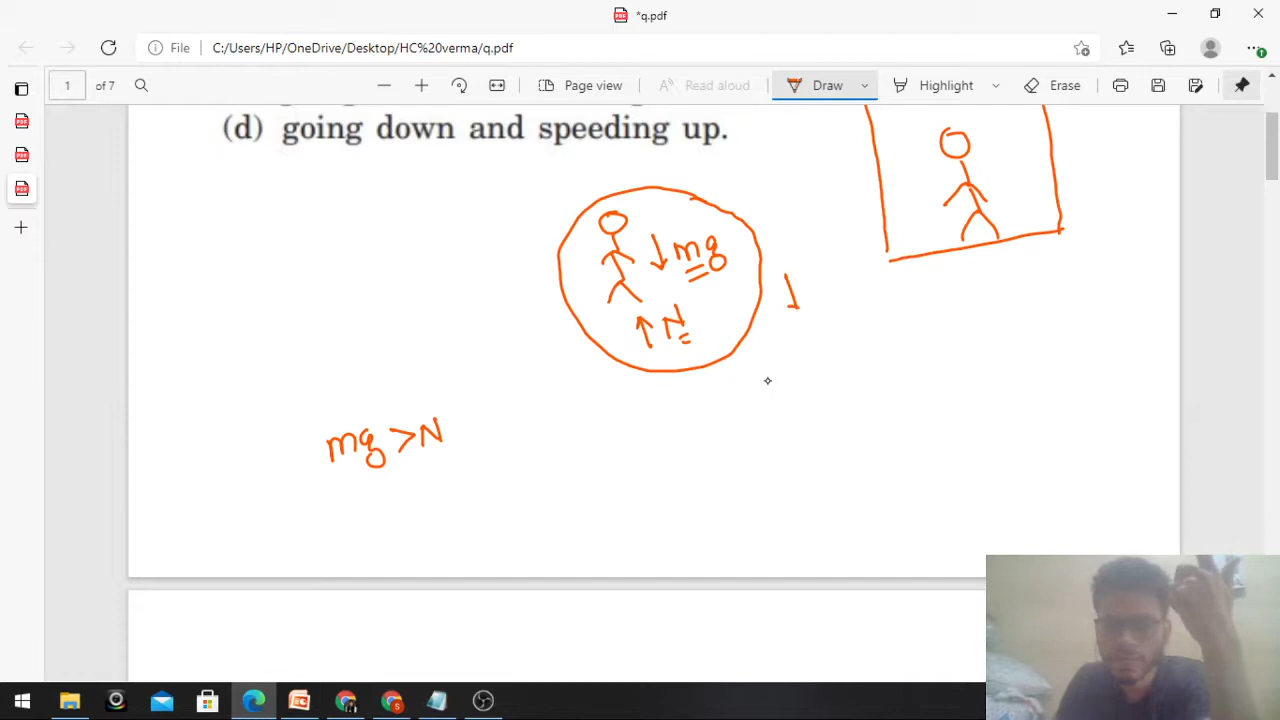 *q.pdf
File C:/Users/HP/OneDrive/Desktop/HC%20verma/q.pdf
1 of 7 Page view Read aloud Draw Highlight Erase
(d) going down and speeding up.
mg
N
mg > N